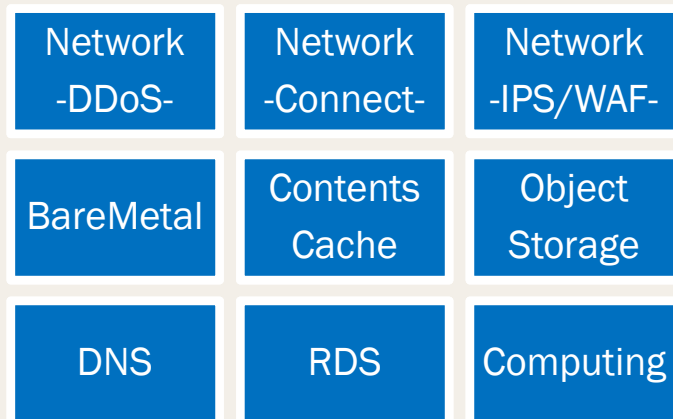 Network
-DDoS-
Network
-Connect-
Network
-IPS/WAF-
BareMetal
Contents
Cache
Object
Storage
DNS
RDS
Computing